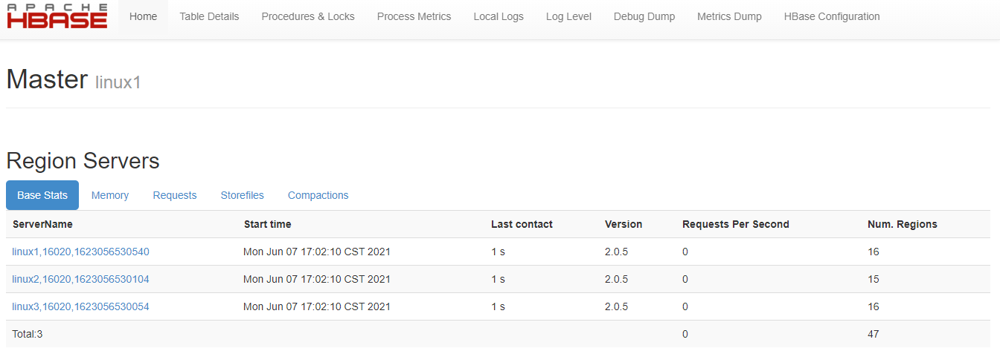 APACHE
HBASE
Home Table Details Procedures & Locks Process Metrics Local Logs Log Level Debug Dump Metrics Dump HBase Configuration
Master linux1
Region Servers
Base Stats Memory Requests Storefiles Compactions
ServerName Start time Last contact Version Requests Per Second Num. Regions
linux1,16020,1623056530540 Mon Jun 07 17:02:10 CST 2021 1 s 2.0.5 0 16
linux2,16020,1623056530104 Mon Jun 07 17:02:10 CST 2021 1 s 2.0.5 0 15
linux3,16020,1623056530054 Mon Jun 07 17:02:10 CST 2021 1 s 2.0.5 0 16
Total:3 0 47